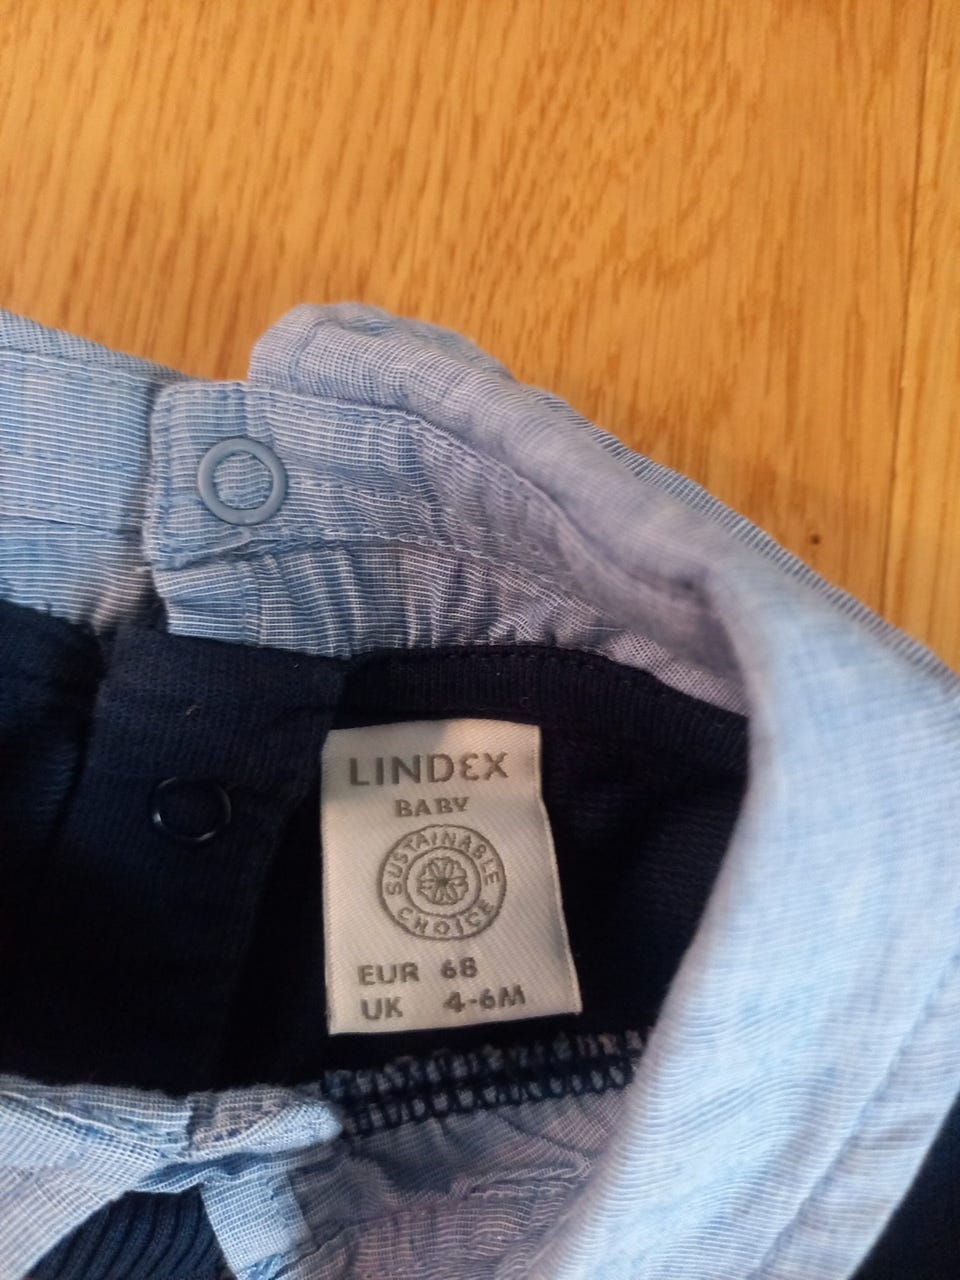 LINDEX
BABY
SUSTAINABLE
CHOICE
EUR 68
UK 4-6M